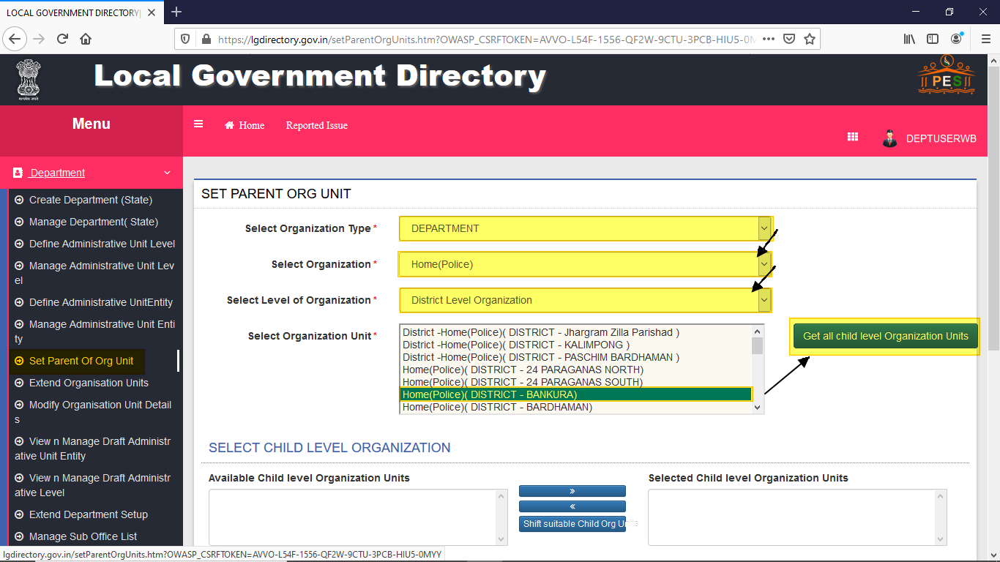 LOCAL GOVERNMENT DIRECTORY|
https://lgdirectory.gov.in/setParentOrgUnits.htm?OWASP_CSRFTOKEN=AVVO-L54F-1556-QF2W-9CTU-3PCB-HIU5-0M
Local Government Directory
PES
Menu
Home
Reported Issue
DEPTUSERWB
Department
Create Department (State)
Manage Department( State)
Define Administrative Unit Level
Manage Administrative Unit Lev
el
Define Administrative UnitEntity
Manage Administrative Unit Enti
ty
Set Parent Of Org Unit
Extend Organisation Units
Modify Organisation Unit Detail
s
View n Manage Draft Administr
ative Unit Entity
View n Manage Draft Administr
ative Level
Extend Department Setup
Manage Sub Office List
SET PARENT ORG UNIT
Select Organization Type *
DEPARTMENT
Select Organization *
Home(Police)
Select Level of Organization *
District Level Organization
Select Organization Unit *
District -Home(Police)( DISTRICT - Jhargram Zilla Parishad )
District -Home(Police)( DISTRICT - KALIMPONG )
District -Home(Police)( DISTRICT - PASCHIM BARDHAMAN )
Home(Police)( DISTRICT - 24 PARAGANAS NORTH)
Home(Police)( DISTRICT - 24 PARAGANAS SOUTH)
Home(Police)( DISTRICT - BANKURA)
Home(Police)( DISTRICT - BARDHAMAN)
Get all child level Organization Units
SELECT CHILD LEVEL ORGANIZATION
Available Child level Organization Units
»
«
Shift suitable Child Org Units
Selected Child level Organization Units
lgdirectory.gov.in/setParentOrgUnits.htm?OWASP_CSRFTOKEN=AVVO-L54F-1556-QF2W-9CTU-3PCB-HIU5-0MYY